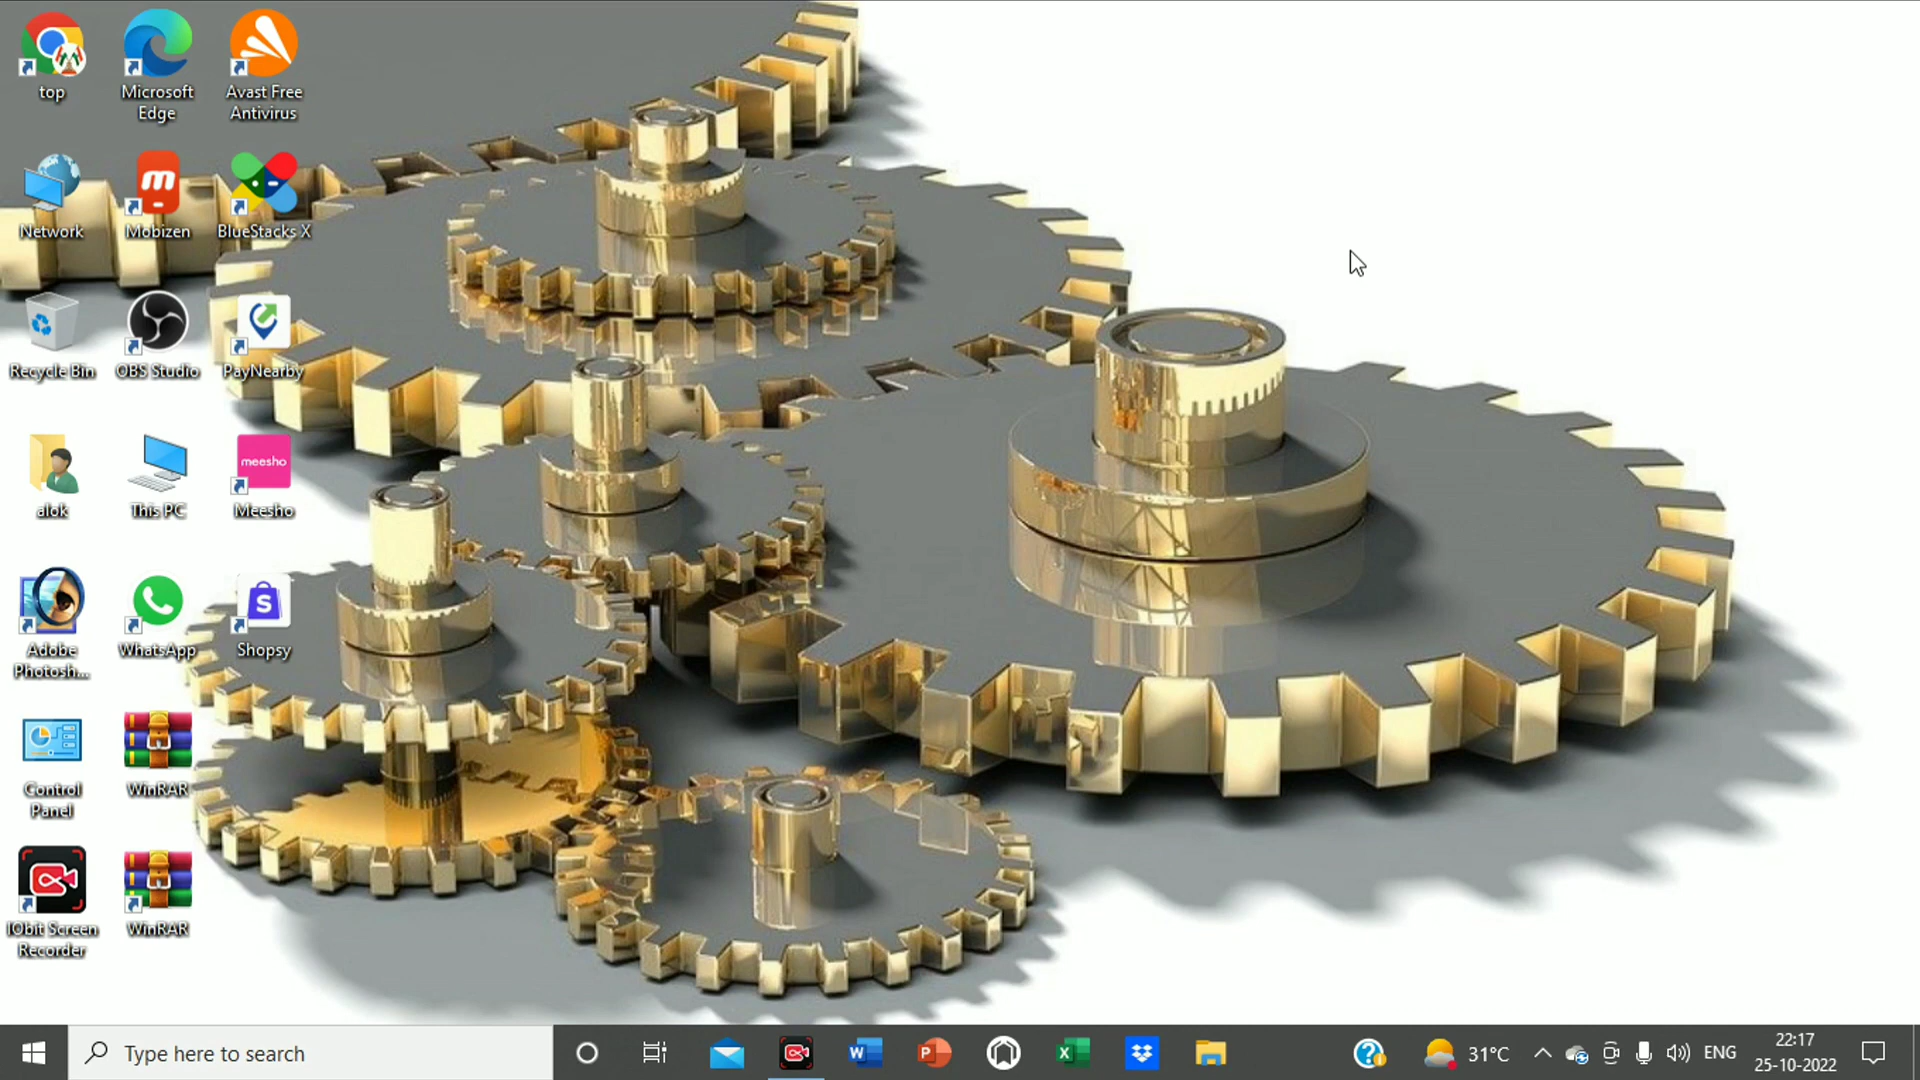 top
Microsoft
Edge
Avast Free
Antivirus
Network
Mobizen
BlueStacks X
Recycle Bin
OBS Studio
PayNearby
alok
This PC
meesho
Meesho
Adobe
Photosh...
WhatsApp
S
Shopsy
Control
Panel
WinRAR
IObit Screen
Recorder
WinRAR
Type here to search
31°C
ENG
22:17
25-10-2022